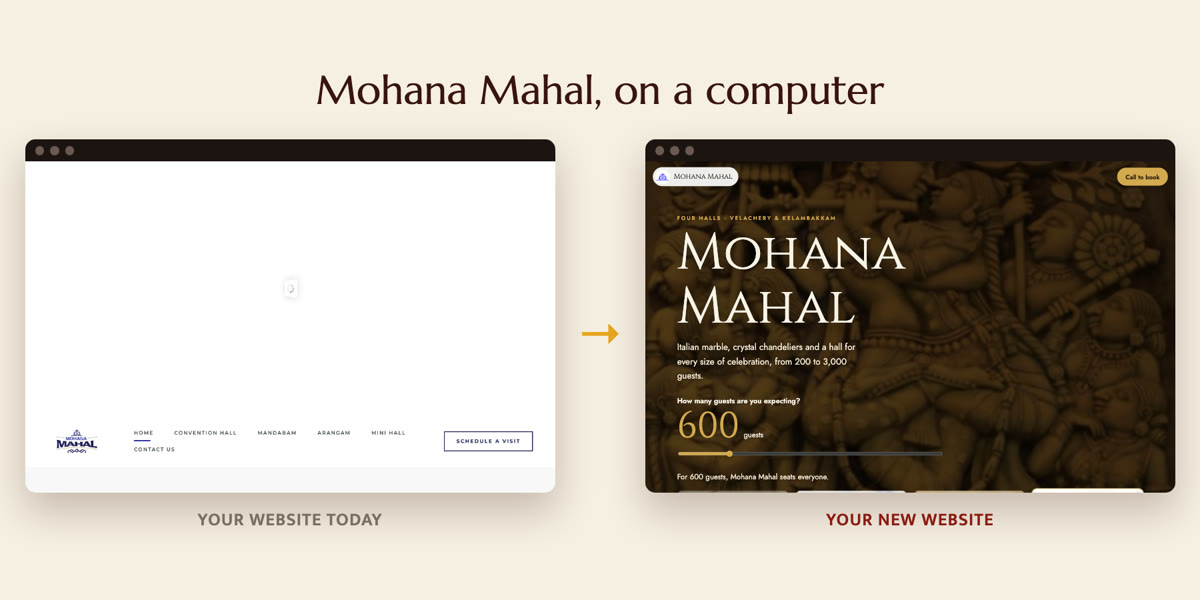 Mohana Mahal, on a computer
MOHANA
MAHAL
HOME CONVENTION HALL MANDABAM ARANGAM MINI HALL
CONTACT US
SCHEDULE A VISIT
YOUR WEBSITE TODAY
MOHANA MAHAL
Call to book
FOUR HALLS · VELACHERY & KELAMBAKKAM
MOHANA
MAHAL
Italian marble, crystal chandeliers and a hall for
every size of celebration, from 200 to 3,000
guests.
How many guests are you expecting?
600 guests
For 600 guests, Mohana Mahal seats everyone.
YOUR NEW WEBSITE